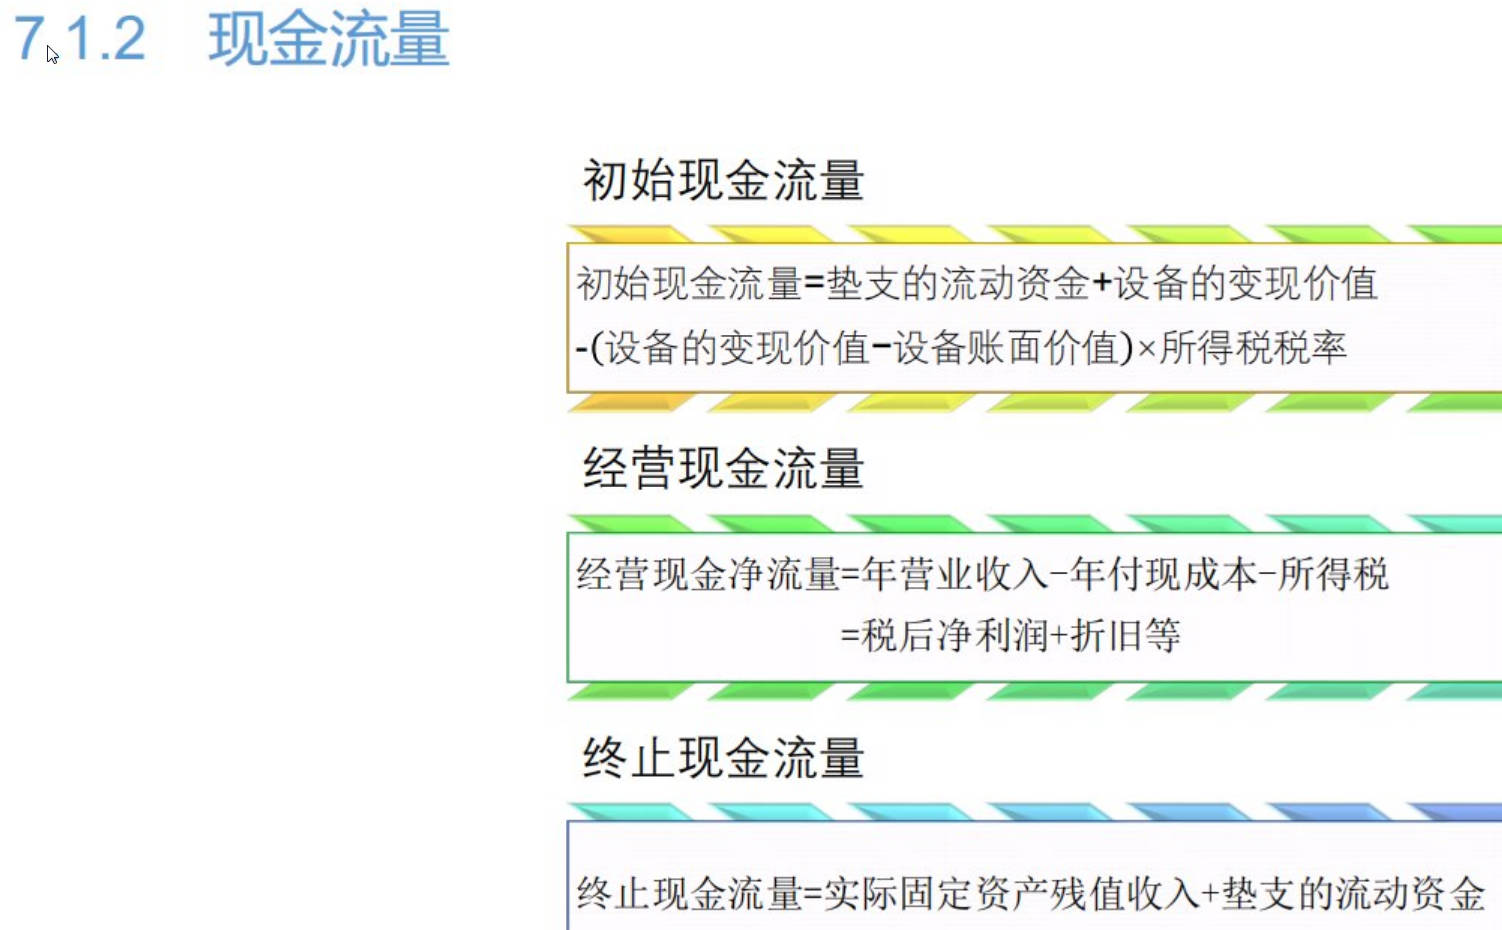 7.1.2 现金流量
初始现金流量
初始现金流量=垫支的流动资金+设备的变现价值
-(设备的变现价值-设备账面价值)×所得税税率
经营现金流量
经营现金净流量=年营业收入-年付现成本-所得税
=税后净利润+折旧等
终止现金流量
终止现金流量=实际固定资产残值收入+垫支的流动资金